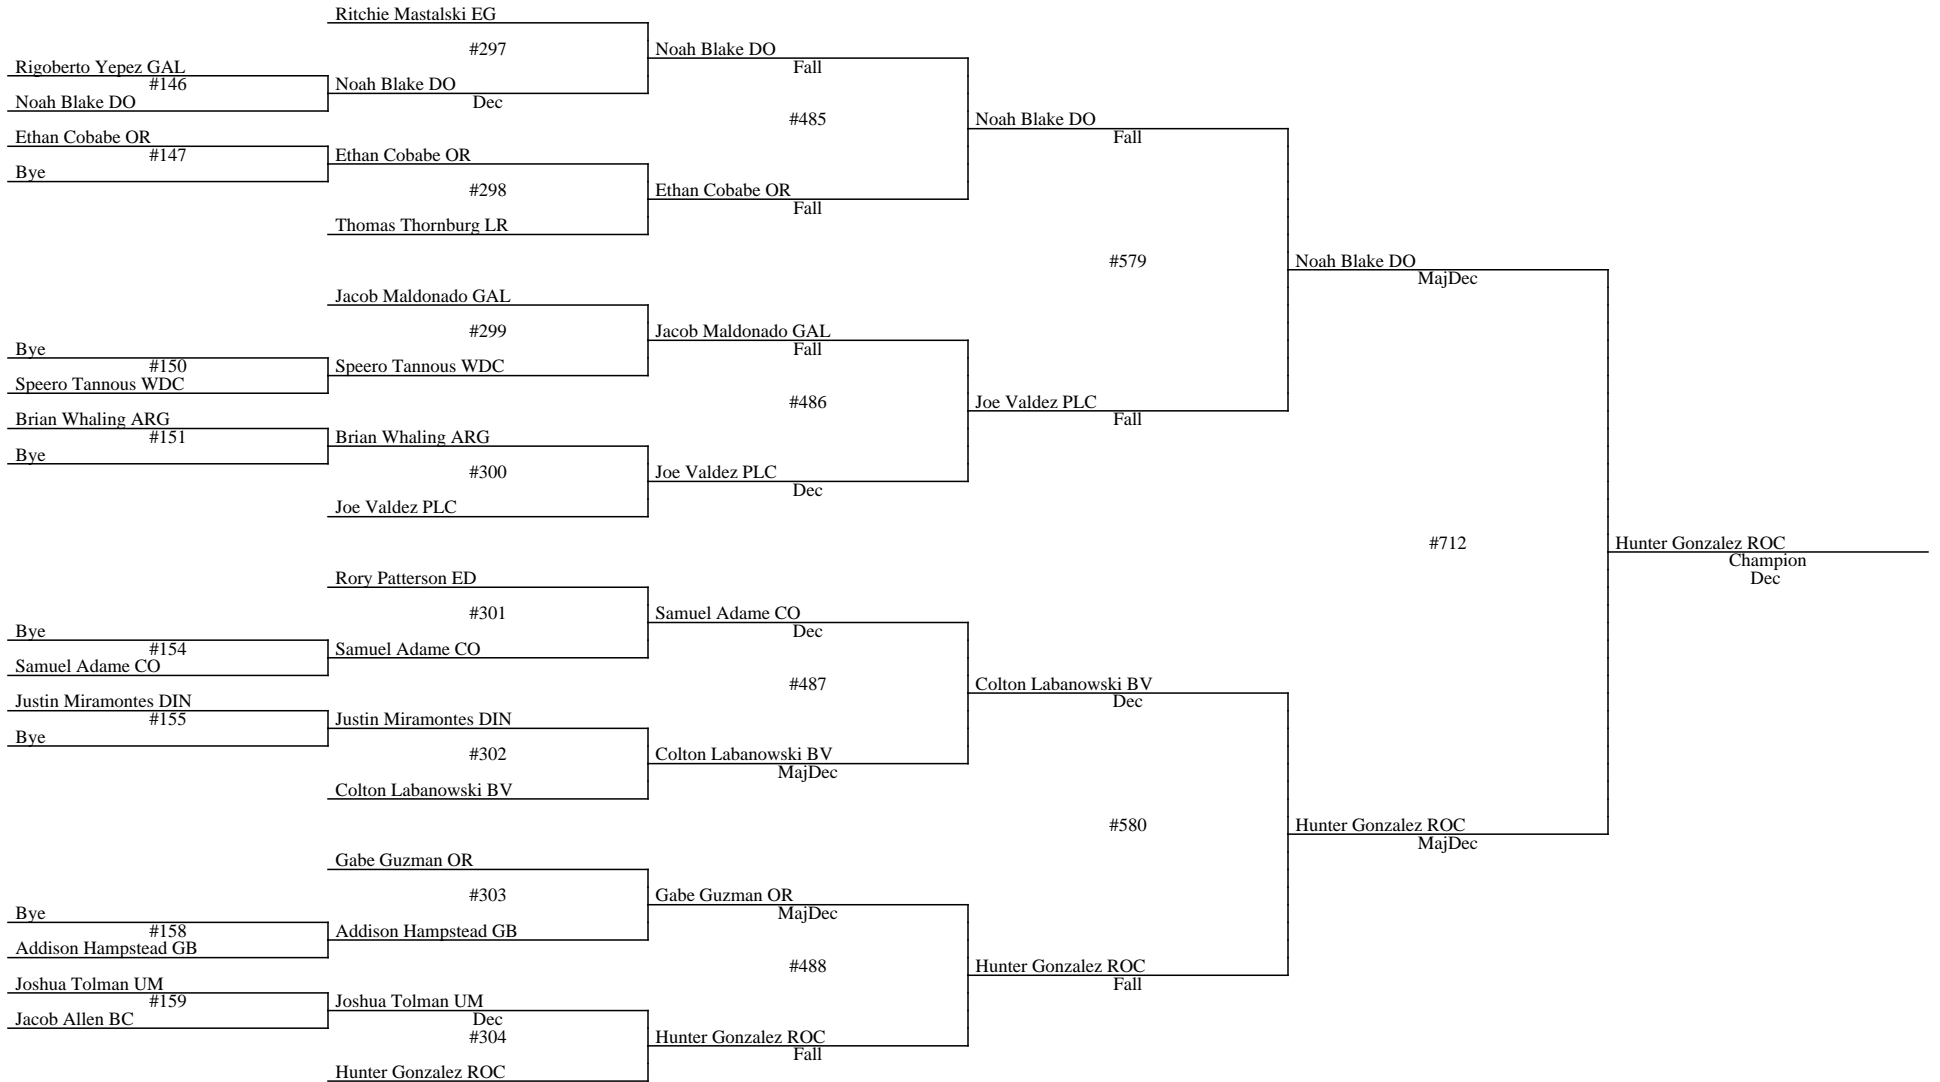 Ritchie Mastalski EG
#297
Noah Blake DO
Fall
Rigoberto Yepez GAL
#146
Noah Blake DO
Noah Blake DO
Dec
#485
Noah Blake DO
Fall
Ethan Cobabe OR
#147
Bye
Ethan Cobabe OR
#298
Ethan Cobabe OR
Fall
Thomas Thornburg LR
#579
Noah Blake DO
MajDec
Jacob Maldonado GAL
#299
Jacob Maldonado GAL
Fall
Bye
#150
Speero Tannous WDC
Speero Tannous WDC
#486
Joe Valdez PLC
Fall
Brian Whaling ARG
#151
Bye
Brian Whaling ARG
#300
Joe Valdez PLC
Dec
Joe Valdez PLC
#712
Hunter Gonzalez ROC
Champion
Dec
Rory Patterson ED
#301
Samuel Adame CO
Dec
Bye
#154
Samuel Adame CO
Samuel Adame CO
#487
Colton Labanowski BV
Dec
Justin Miramontes DIN
#155
Bye
Justin Miramontes DIN
#302
Colton Labanowski BV
MajDec
Colton Labanowski BV
#580
Hunter Gonzalez ROC
MajDec
Gabe Guzman OR
#303
Gabe Guzman OR
MajDec
Bye
#158
Addison Hampstead GB
Addison Hampstead GB
#488
Hunter Gonzalez ROC
Fall
Joshua Tolman UM
#159
Jacob Allen BC
Joshua Tolman UM
Dec
#304
Hunter Gonzalez ROC
Fall
Hunter Gonzalez ROC